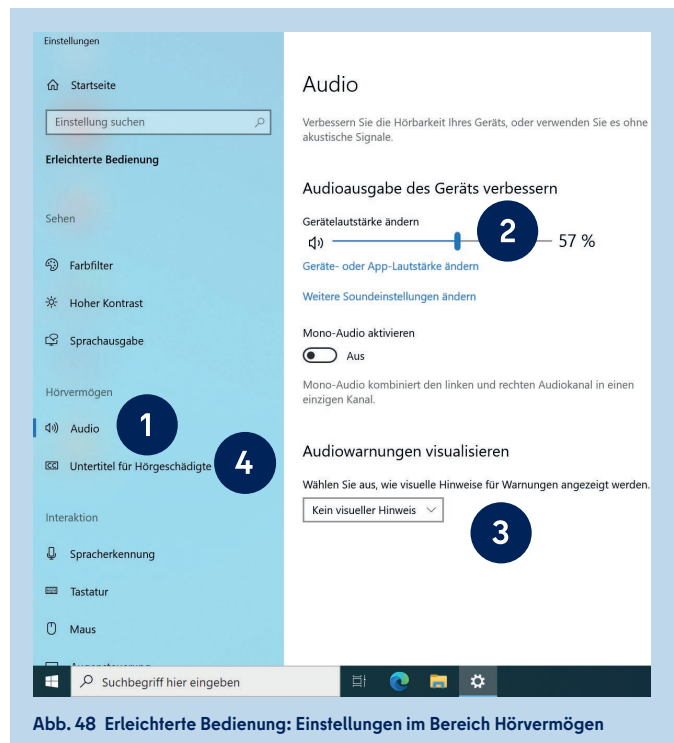 Einstellungen
Startseite
Einstellung suchen
Erleichterte Bedienung
Sehen
Farbfilter
Hoher Kontrast
Sprachausgabe
Hörvermögen
Audio
1
Untertitel für Hörgeschädigte
4
Interaktion
Spracherkennung
Tastatur
Maus
Audio
Verbessern Sie die Hörbarkeit Ihres Geräts, oder verwenden Sie es ohne
akustische Signale.
Audioausgabe des Geräts verbessern
Gerätelautstärke ändern
2
57 %
Geräte- oder App-Lautstärke ändern
Weitere Soundeinstellungen ändern
Mono-Audio aktivieren
Aus
Mono-Audio kombiniert den linken und rechten Audiokanal in einen
einzigen Kanal.
Audiowarnungen visualisieren
Wählen Sie aus, wie visuelle Hinweise für Warnungen angezeigt werden.
Kein visueller Hinweis
3
Suchbegriff hier eingeben
Abb. 48 Erleichterte Bedienung: Einstellungen im Bereich Hörvermögen